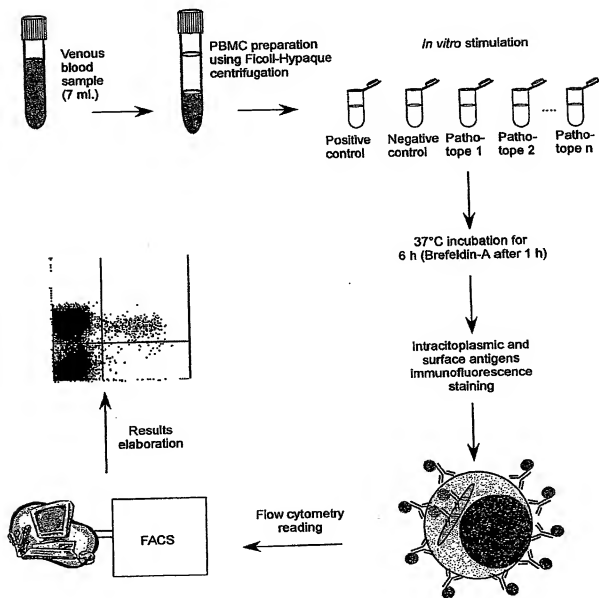 Venous
blood
sample
(7 ml.)
PBMC preparation
using Ficoll-Hypaque
centrifugation
In vitro stimulation
Positive
control
Negative
control
Patho-
tope 1
Patho-
tope 2
....
Patho-
tope n
37°C incubation for
6 h (Brefeldin-A after 1 h)
Intracitoplasmic and
surface antigens
immunofluorescence
staining
Flow cytometry
reading
FACS
Results
elaboration